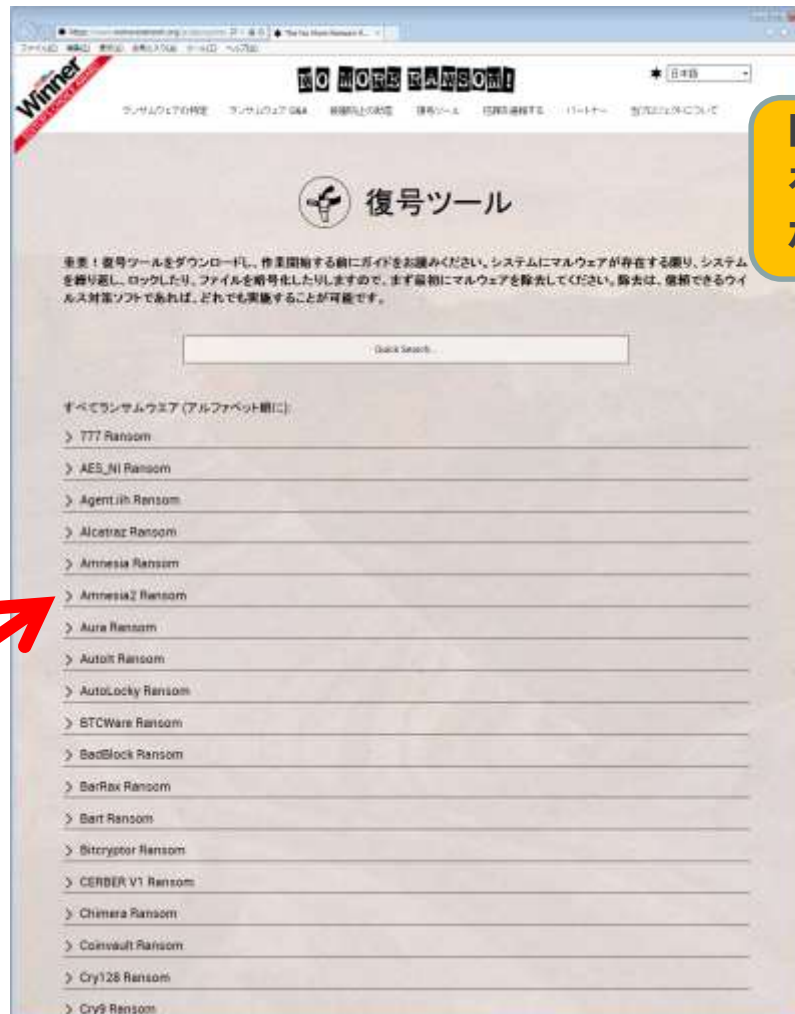 Winner
NO MORE RANSOM!
日本語
ランサムウェアの特定 ランサムウェア Q&A 復号ツール 犯罪を通報する パートナー
復号ツール
重要！復号ツールをダウンロードし、作業開始する前にガイドをお読みください。システムにマルウェアが存在する限り、システム
を繰り返し、ロックしたり、ファイルを暗号化したりしますので、まず最初にマルウェアを除去してください。除去は、信頼できるウイ
ルス対策ソフトであれば、どれでも実施することが可能です。
Quick Search...
すべてランサムウエア (アルファベット順に):
777 Ransom
AES_NI Ransom
Agent.iih Ransom
Alcatraz Ransom
Amnesia Ransom
Amnesia2 Ransom
Aura Ransom
AutoIt Ransom
AutoLocky Ransom
BTCWare Ransom
BadBlock Ransom
BarRax Ransom
Bart Ransom
Bitcryptor Ransom
CERBER V1 Ransom
Chimera Ransom
Coinvault Ransom
Cry128 Ransom
Cry9 Ransom